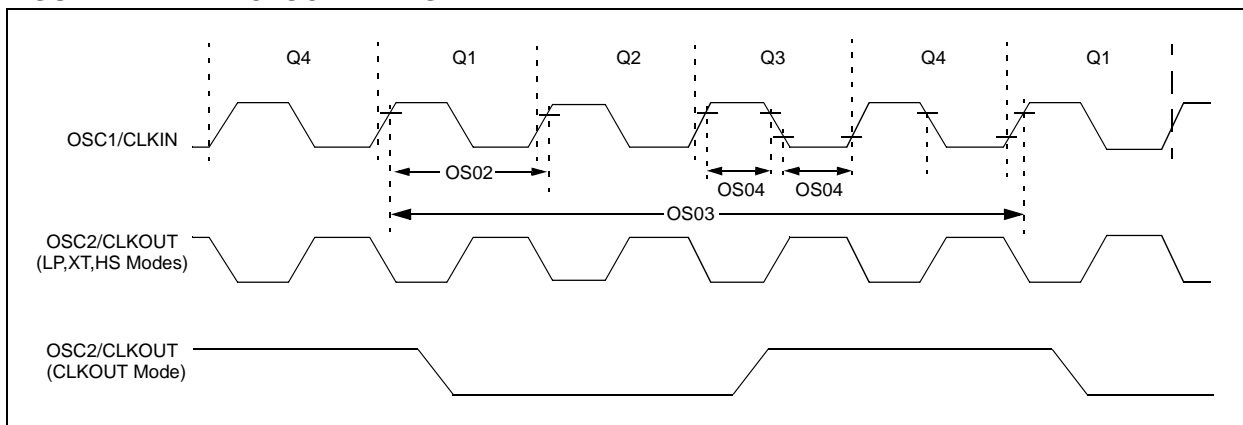 Q4 Q1 Q2 Q3 Q4 Q1
OSC1/CLKIN
OS02
OS04 OS04
OS03
OSC2/CLKOUT
(LP,XT,HS Modes)
OSC2/CLKOUT
(CLKOUT Mode)